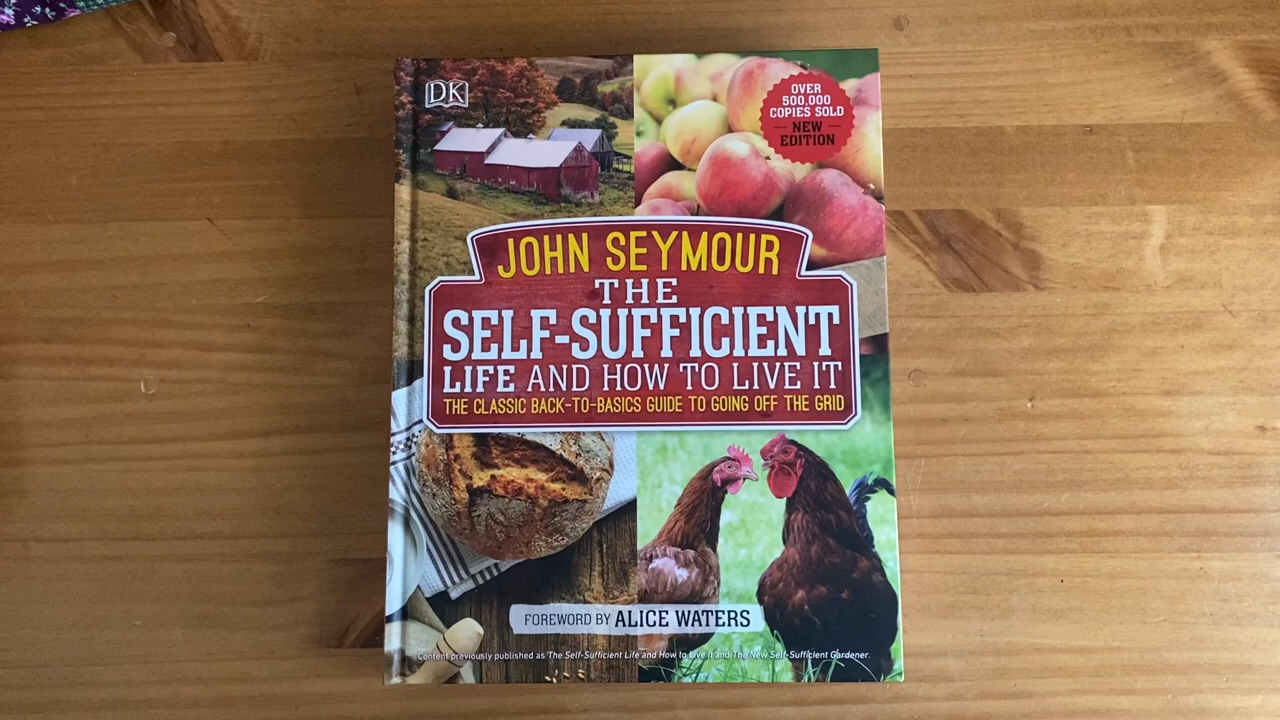 DK
OVER
500,000
COPIES SOLD
NEW
EDITION
JOHN SEYMOUR
THE
SELF-SUFFICIENT
LIFE AND HOW TO LIVE IT
THE CLASSIC BACK-TO-BASICS GUIDE TO GOING OFF THE GRID
FOREWORD BY ALICE WATERS
Content previously published as The Self-Sufficient Life and How to Live It and The New Self-Sufficient Gardener.